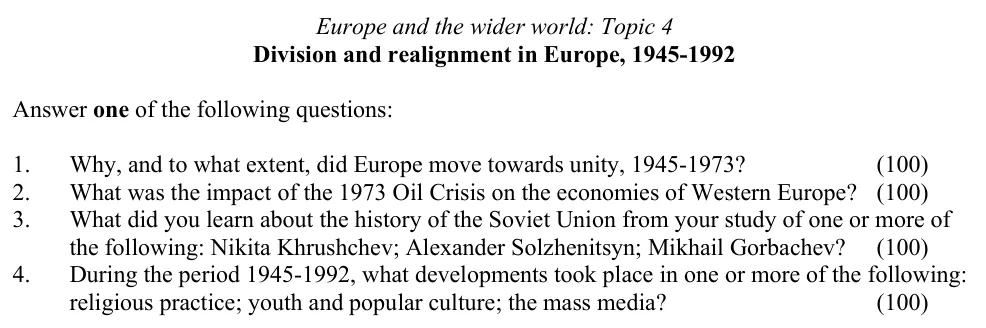 Europe and the wider world: Topic 4
Division and realignment in Europe, 1945-1992
Answer one of the following questions:
1. Why, and to what extent, did Europe move towards unity, 1945-1973? (100)
2. What was the impact of the 1973 Oil Crisis on the economies of Western Europe? (100)
3. What did you learn about the history of the Soviet Union from your study of one or more of
the following: Nikita Khrushchev; Alexander Solzhenitsyn; Mikhail Gorbachev? (100)
4. During the period 1945-1992, what developments took place in one or more of the following:
religious practice; youth and popular culture; the mass media? (100)